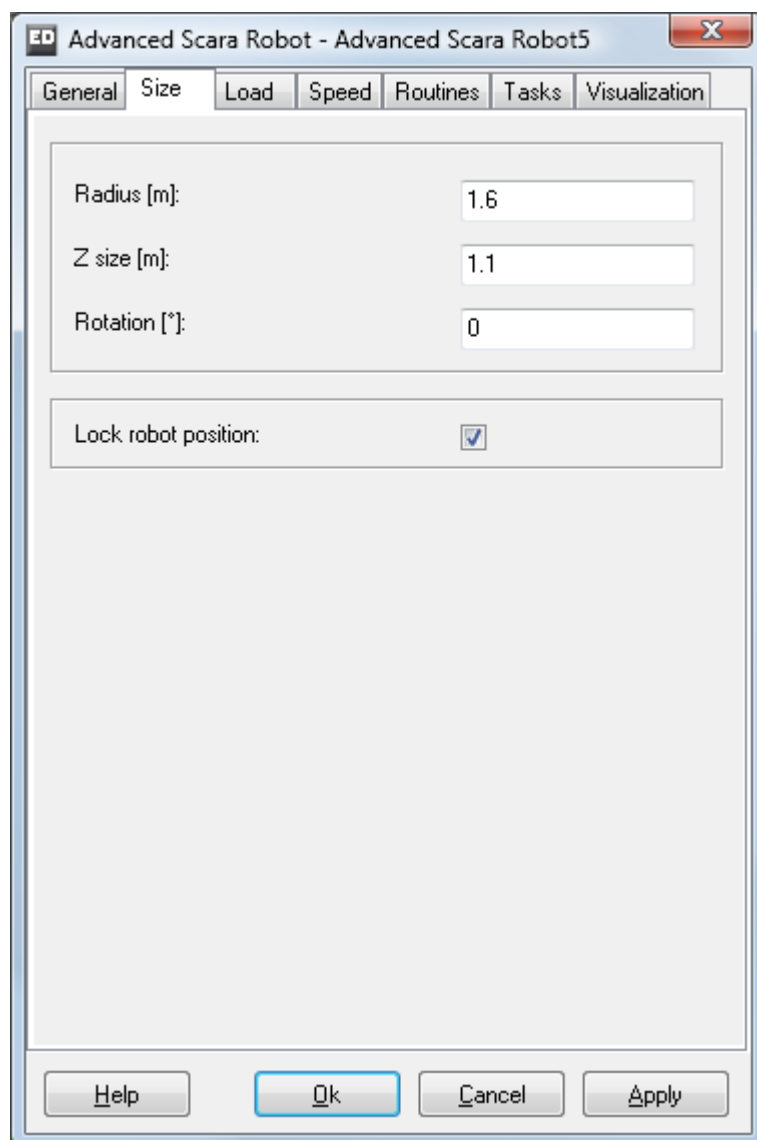 ED Advanced Scara Robot - Advanced Scara Robot5
General Size Load Speed Routines Tasks Visualization
Radius [m]: 1.6
Z size [m]: 1.1
Rotation [°]: 0
Lock robot position:
Help Ok Cancel Apply